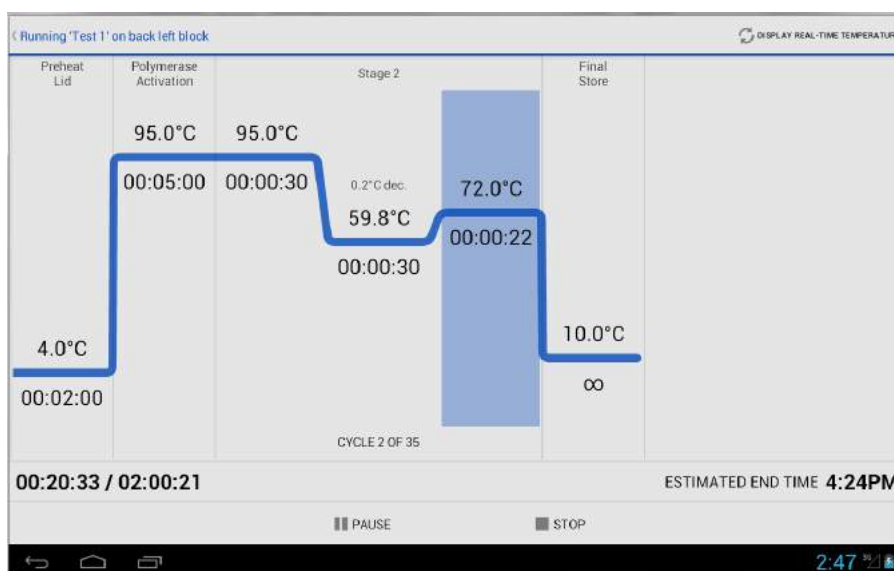 Running 'Test 1' on back left block
DISPLAY REAL-TIME TEMPERATUR
Preheat
Lid
Polymerase
Activation
Stage 2
Final
Store
95.0°C
95.0°C
00:05:00
00:00:30
0.2°C dec.
59.8°C
00:00:30
72.0°C
00:00:22
4.0°C
00:02:00
10.0°C
∞
CYCLE 2 OF 35
00:20:33 / 02:00:21
ESTIMATED END TIME 4:24PM
PAUSE
STOP
2:47